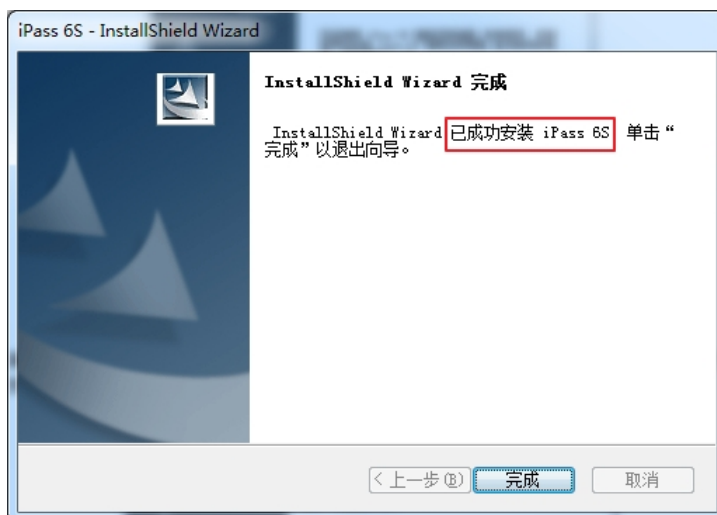 iPass 6S - InstallShield Wizard
InstallShield Wizard 完成
InstallShield Wizard 已成功安装 iPass 6S 单击“
完成”以退出向导。
< 上一步(B) 完成 取消